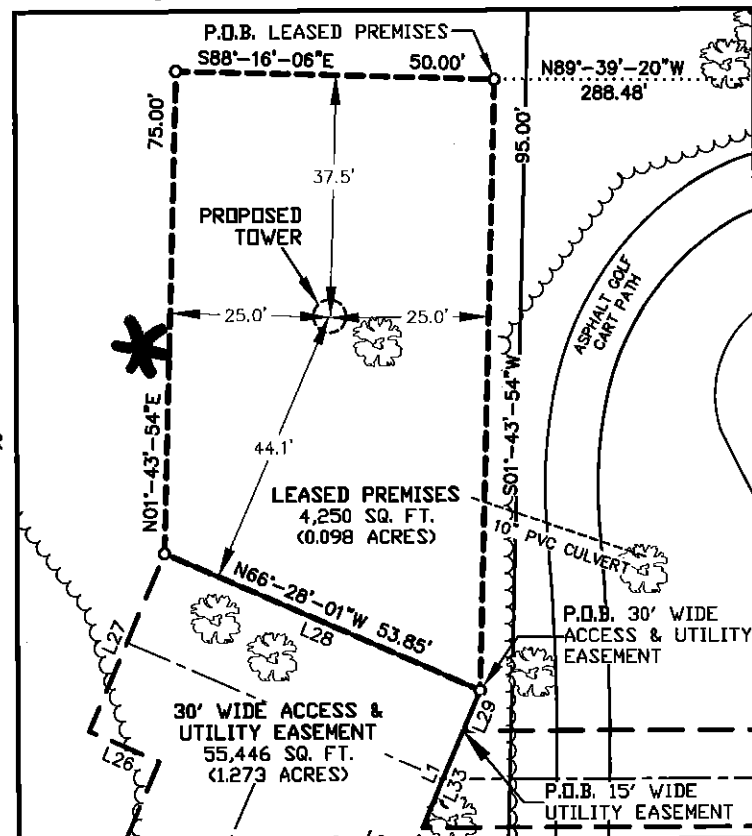 P.O.B. LEASED PREMISES
S88°-16'-06"E
50.00'
N89°-39'-20"W
288.48'
75.00'
95.00'
37.5'
PROPOSED
TOWER
25.0'
25.0'
ASPHALT GOLF
CART PATH
N01°-43'-54"E
S01°-43'-54"W
44.1'
LEASED PREMISES
4,250 SQ. FT.
(0.098 ACRES)
10" PVC CULVERT
N66°-28'-01"W 53.85'
L28
P.O.B. 30' WIDE
ACCESS & UTILITY
EASEMENT
L27
L29
30' WIDE ACCESS &
UTILITY EASEMENT
55,446 SQ. FT.
(1.273 ACRES)
L26
L1
L33
P.O.B. 15' WIDE
UTILITY EASEMENT